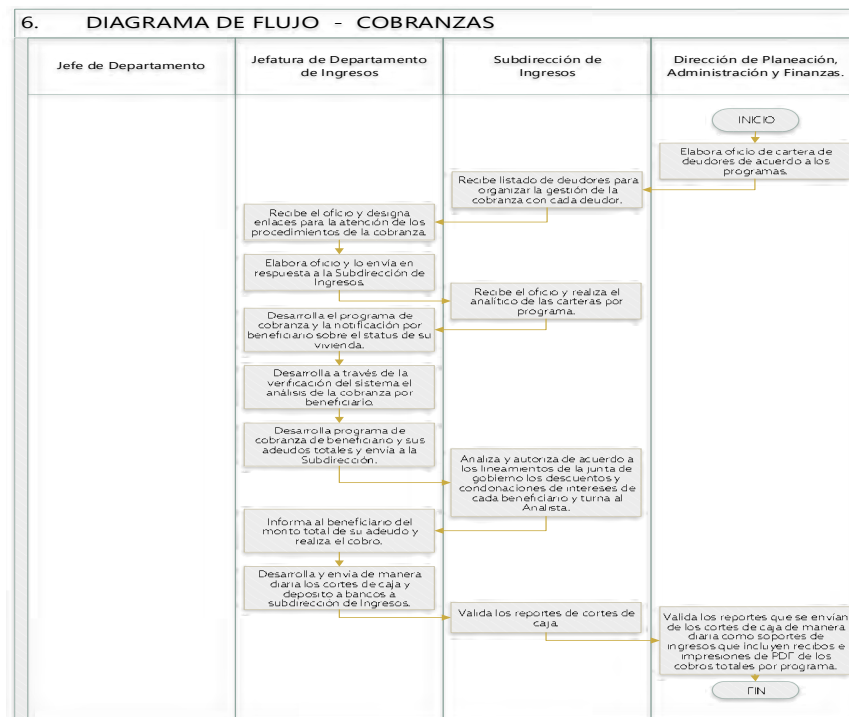 6. DIAGRAMA DE FLUJO - COBRANZAS
Jefe de Departamento
Jefatura de Departamento
de Ingresos
Subdirección de
Ingresos
Dirección de Planeación,
Administración y Finanzas.
INICIO
Elabora oficio de cartera de
deudores de acuerdo a los
programas.
Recibe listado de deudores para
organizar la gestión de la
cobranza con cada deudor.
Recibe el oficio y designa
enlaces para la atención de los
procedimientos de la cobranza.
Elabora oficio y lo envía en
respuesta a la Subdirección de
Ingresos.
Recibe el oficio y realiza el
analítico de las carteras por
programa.
Desarrolla el programa de
cobranza y la notificación por
beneficiario sobre el status de su
vivienda.
Desarrolla a través de la
verificación del sistema el
análisis de la cobranza por
beneficiario.
Desarrolla programa de
cobranza de beneficiario y sus
adeudos totales y envía a la
Subdirección.
Analiza y autoriza de acuerdo a
los lineamientos de la junta de
gobierno los descuentos y
condonaciones de intereses de
cada beneficiario y turna al
Analista.
Informa al beneficiario del
monto total de su adeudo y
realiza el cobro.
Desarrolla y envía de manera
diaria los cortes de caja y
deposito a bancos a
subdirección de Ingresos.
Valida los reportes de cortes de
caja
Valida los reportes que se envían
de los cortes de caja de manera
diaria como soportes de
ingresos que incluyen recibos e
impresiones de PDF de los
cobros totales por programa.
FIN